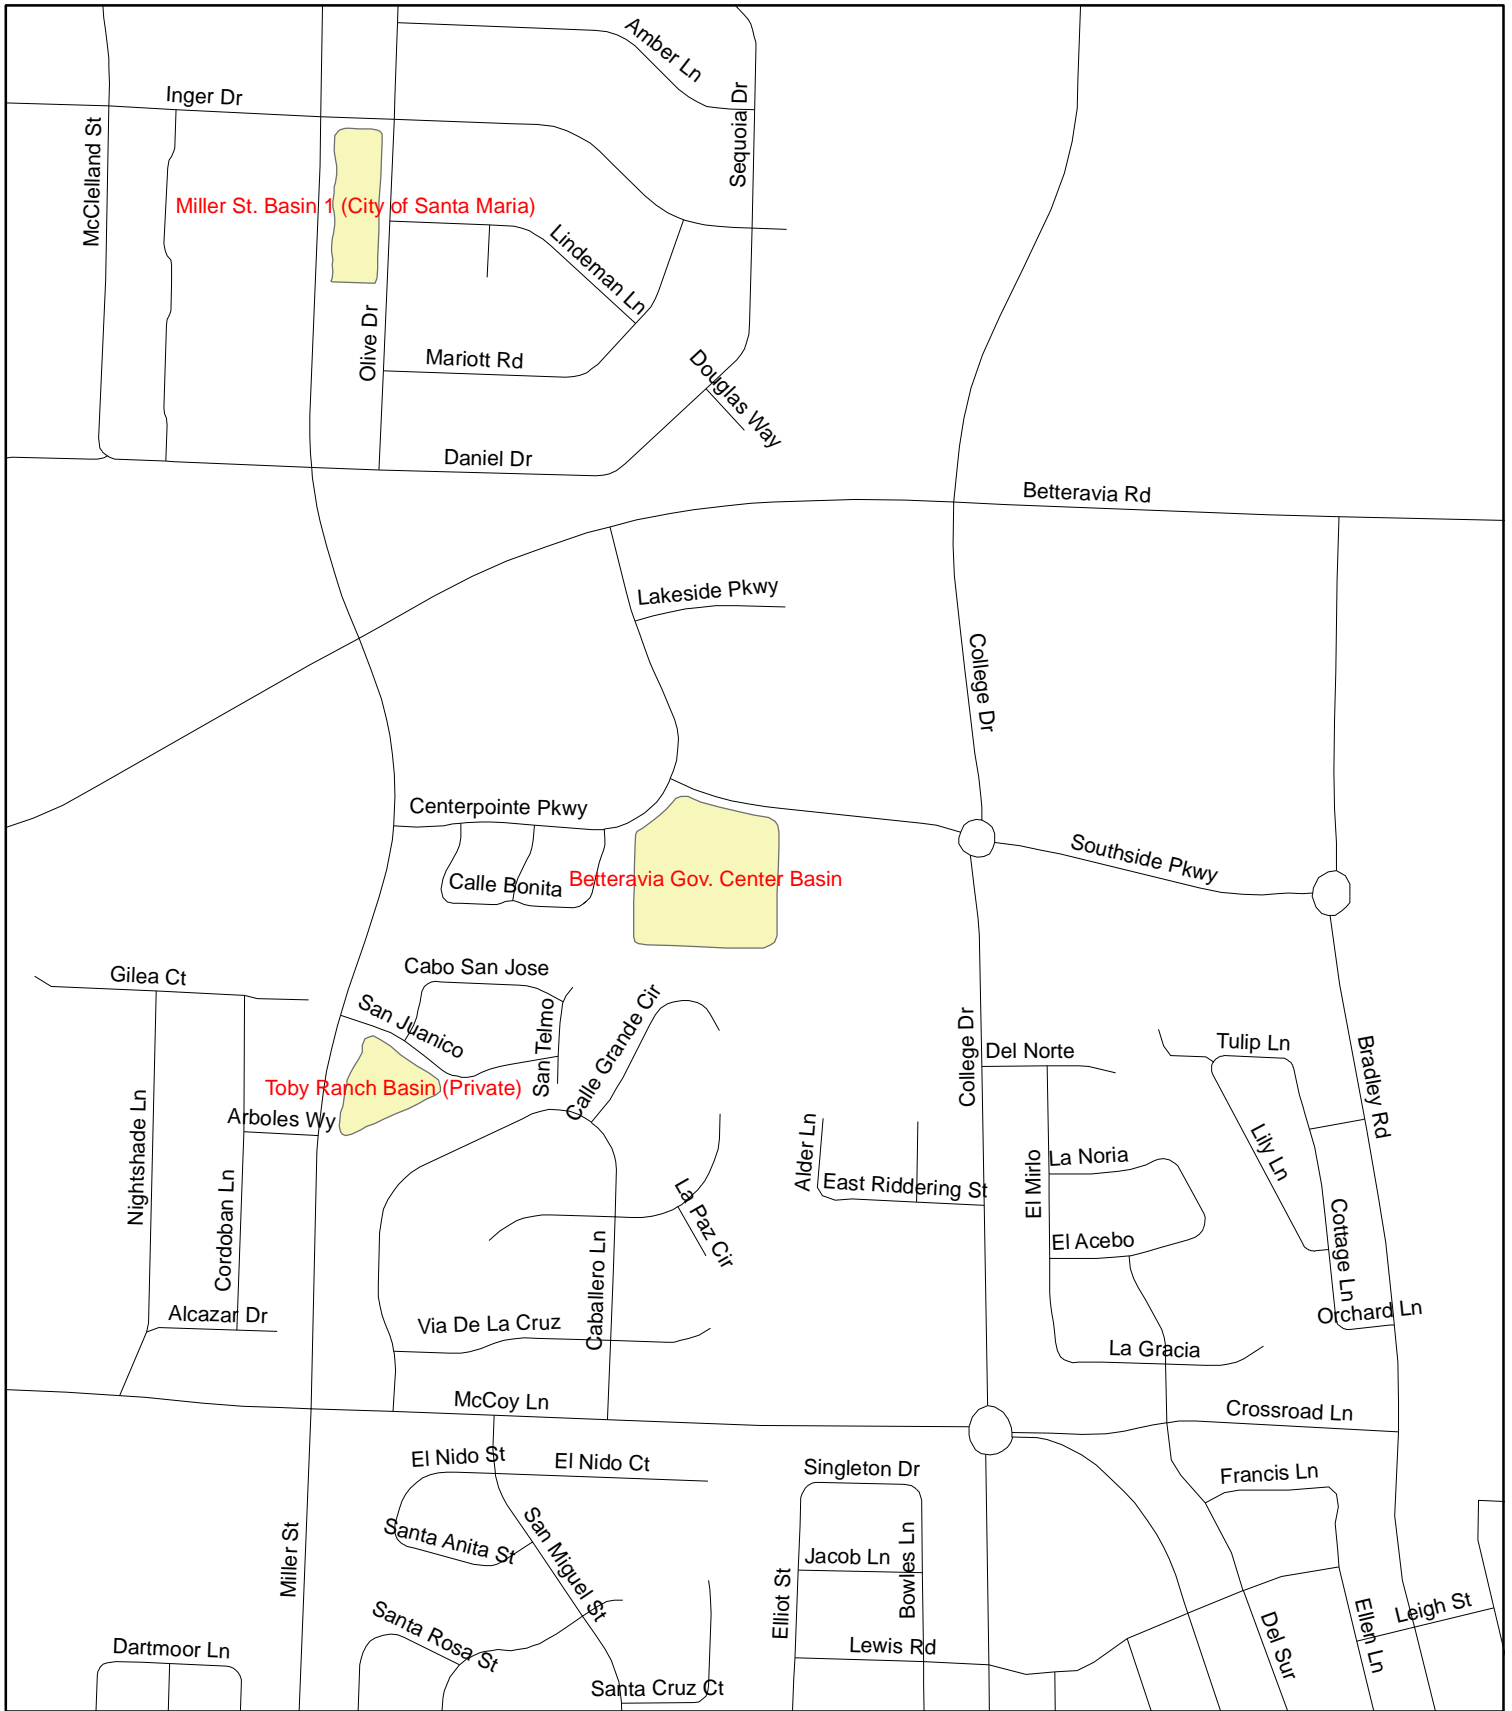 Amber Ln
Inger Dr
Sequoia Dr
McClelland St
Miller St. Basin 1 (City of Santa Maria)
Lindeman Ln
Olive Dr
Mariott Rd
Douglas Way
Daniel Dr
Betteravia Rd
Lakeside Pkwy
College Dr
Centerpointe Pkwy
Southside Pkwy
Calle Bonita
Betteravia Gov. Center Basin
Gilea Ct
Cabo San Jose
San Juanico
San Telmo
Calle Grande Cir
College Dr
Del Norte
Tulip Ln
Bradley Rd
Toby Ranch Basin (Private)
Arboles Wy
Nightshade Ln
Cordoban Ln
Alder Ln
East Riddering St
El Mirlo
La Noria
Lily Ln
La Paz Cir
El Acebo
Cottage Ln
Caballero Ln
Alcazar Dr
Via De La Cruz
Orchard Ln
La Gracia
McCoy Ln
Crossroad Ln
El Nido St
El Nido Ct
Singleton Dr
Francis Ln
Santa Anita St
San Miguel St
Miller St
Jacob Ln
Bowles Ln
Elliot St
Ellen Ln
Leigh St
Santa Rosa St
Del Sur
Dartmoor Ln
Lewis Rd
Santa Cruz Ct